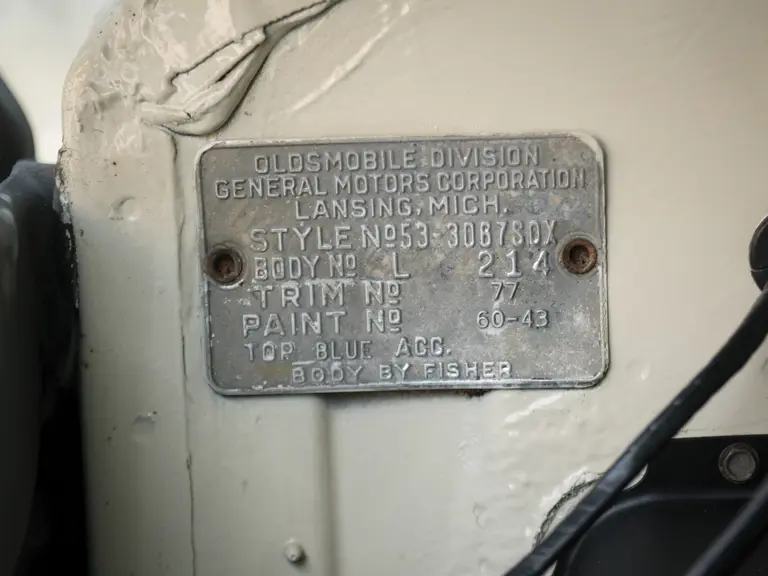 OLDSMOBILE DIVISION
GENERAL MOTORS CORPORATION
LANSING, MICH.
STYLE Nº 53-3067SDX
BODY Nº L 214
TRIM Nº 77
PAINT Nº 60-43
TOP BLUE ACC.
BODY BY FISHER